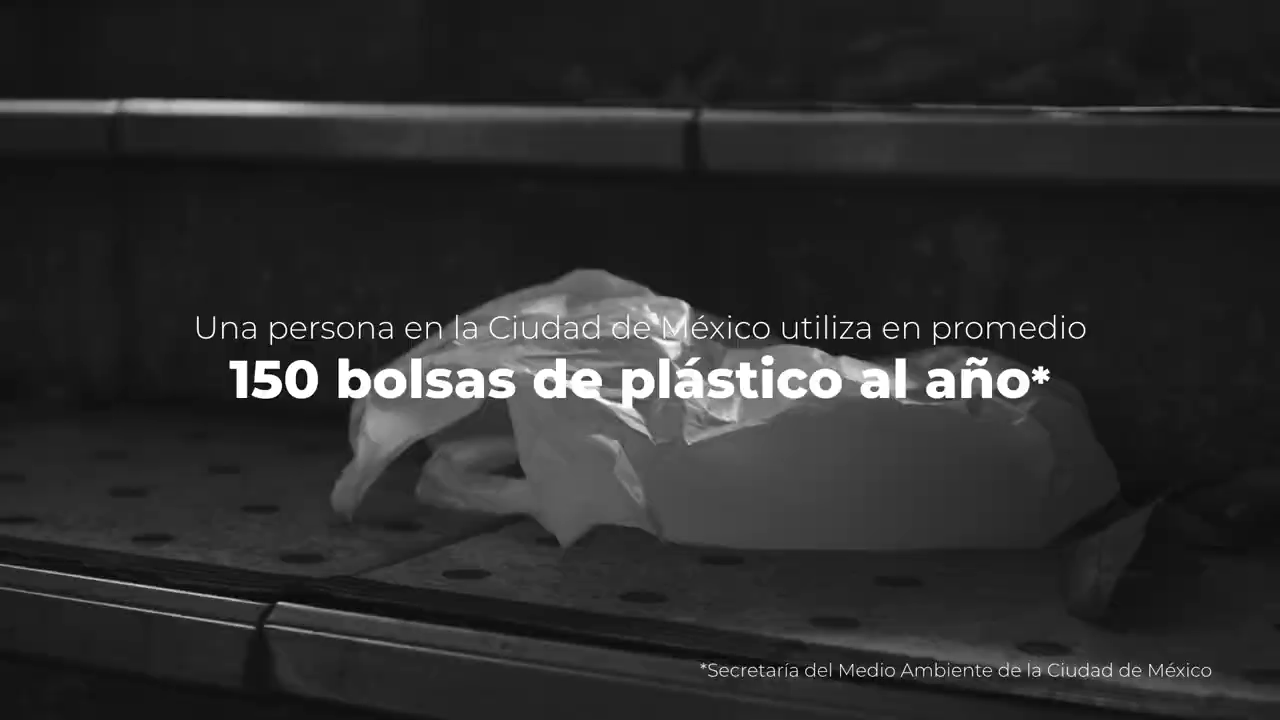 Una persona en la Ciudad de México utiliza en promedio
150 bolsas de plástico al año*
*Secretaría del Medio Ambiente de la Ciudad de México